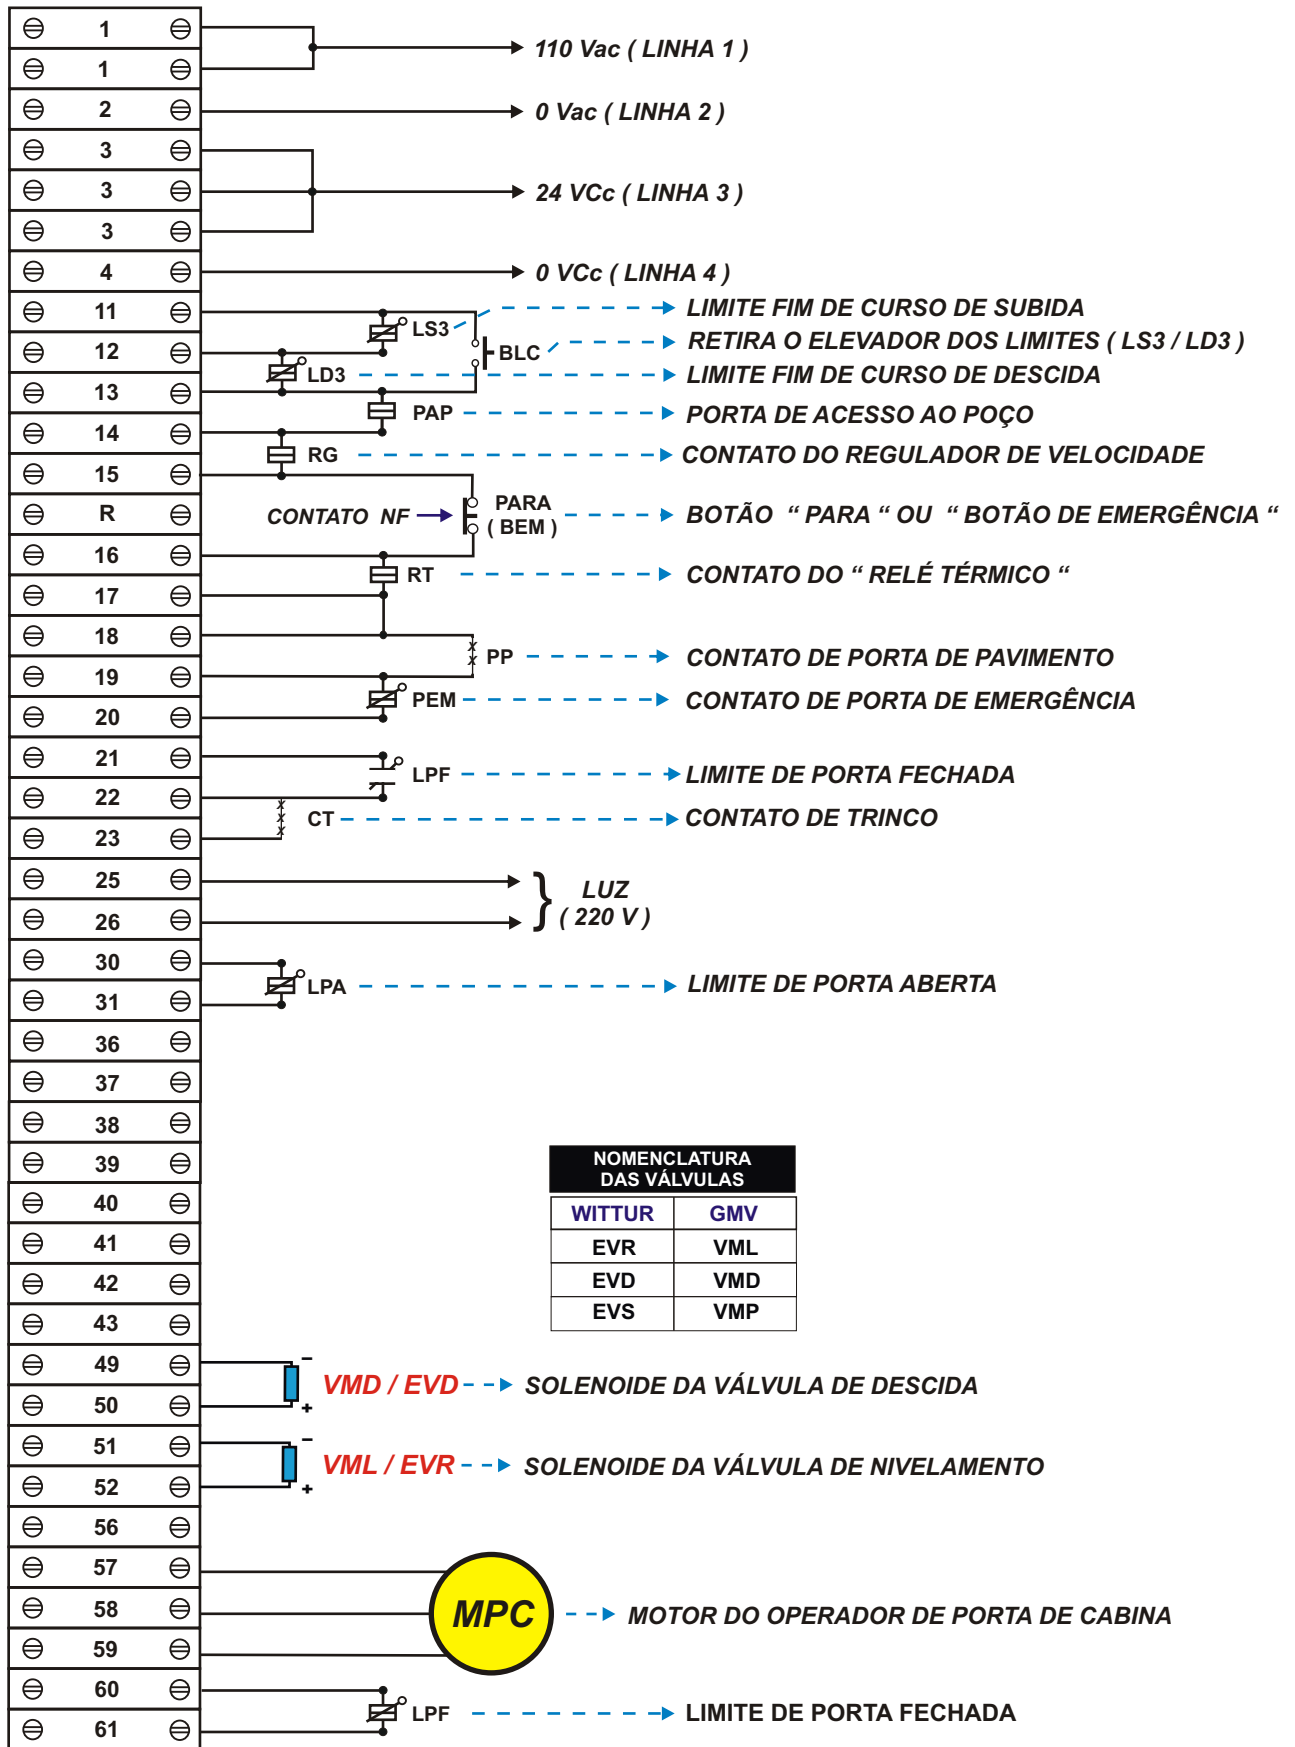 1
110 Vac ( LINHA 1 )
1
2
0 Vac ( LINHA 2 )
3
3
24 VCc ( LINHA 3 )
3
4
0 VCc ( LINHA 4 )
11
LS3
LIMITE FIM DE CURSO DE SUBIDA
12
BLC
RETIRA O ELEVADOR DOS LIMITES ( LS3 / LD3 )
LD3
LIMITE FIM DE CURSO DE DESCIDA
13
PAP
PORTA DE ACESSO AO POÇO
14
RG
CONTATO DO REGULADOR DE VELOCIDADE
15
R
CONTATO NF
PARA
( BEM )
BOTÃO “ PARA “ OU “ BOTÃO DE EMERGÊNCIA “
16
RT
CONTATO DO “ RELÉ TÉRMICO “
17
18
x
x
PP
CONTATO DE PORTA DE PAVIMENTO
19
PEM
CONTATO DE PORTA DE EMERGÊNCIA
20
21
LPF
LIMITE DE PORTA FECHADA
22
x
x
x
CT
CONTATO DE TRINCO
23
25
LUZ
( 220 V )
26
30
LPA
LIMITE DE PORTA ABERTA
31
36
37
38
39
40
41
42
43
NOMENCLATURA
DAS VÁLVULAS
WITTUR GMV
EVR VML
EVD VMD
EVS VMP
49
–
VMD / EVD
SOLENOIDE DA VÁLVULA DE DESCIDA
50
+
51
–
VML / EVR
SOLENOIDE DA VÁLVULA DE NIVELAMENTO
52
+
56
57
58
MPC
MOTOR DO OPERADOR DE PORTA DE CABINA
59
60
LPF
LIMITE DE PORTA FECHADA
61